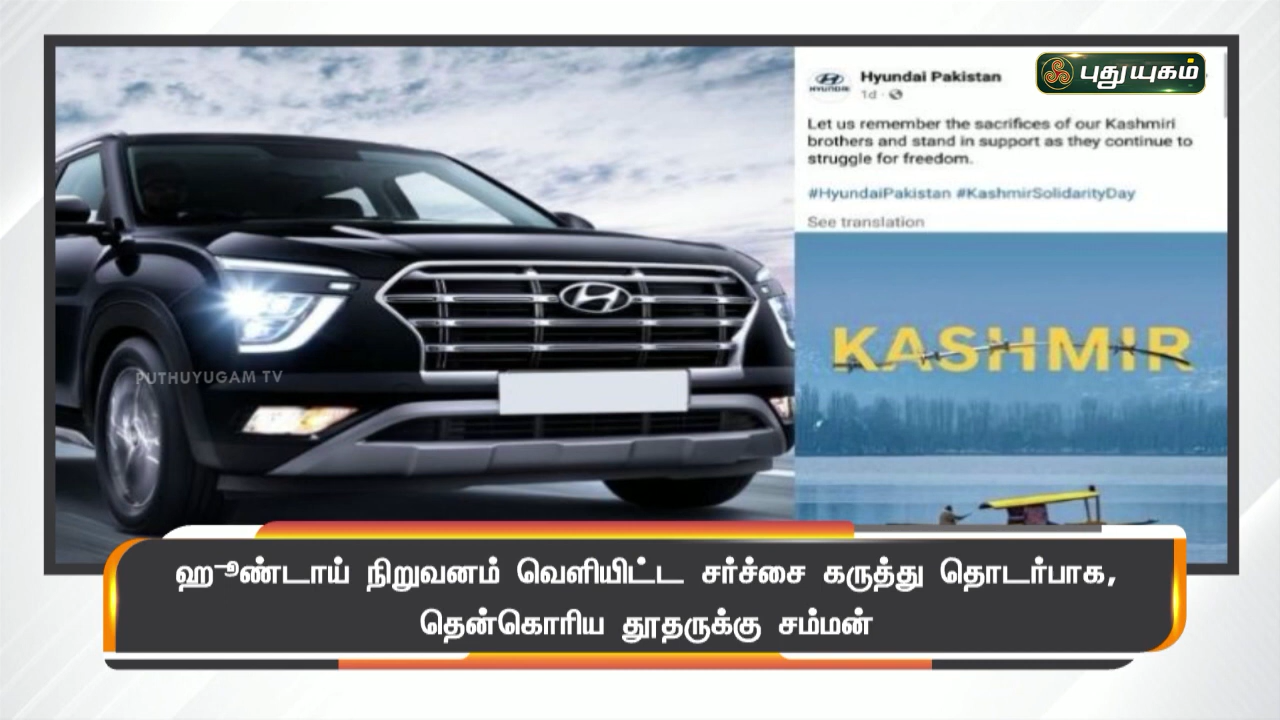 புதுயுகம்
HYUNDAI
Hyundai Pakistan
1d ·
Let us remember the sacrifices of our Kashmiri
brothers and stand in support as they continue to
struggle for freedom.
#HyundaiPakistan #KashmirSolidarityDay
See translation
KASHMIR
PUTHUYUGAM TV
ஹூண்டாய் நிறுவனம் வெளியிட்ட சர்ச்சை கருத்து தொடர்பாக,
தென்கொரிய தூதருக்கு சம்மன்